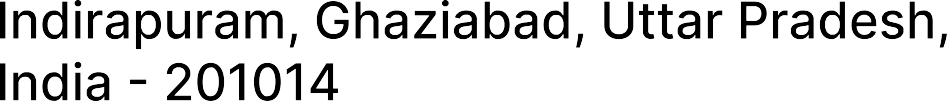 Indirapuram, Ghaziabad, Uttar Pradesh,
India - 201014